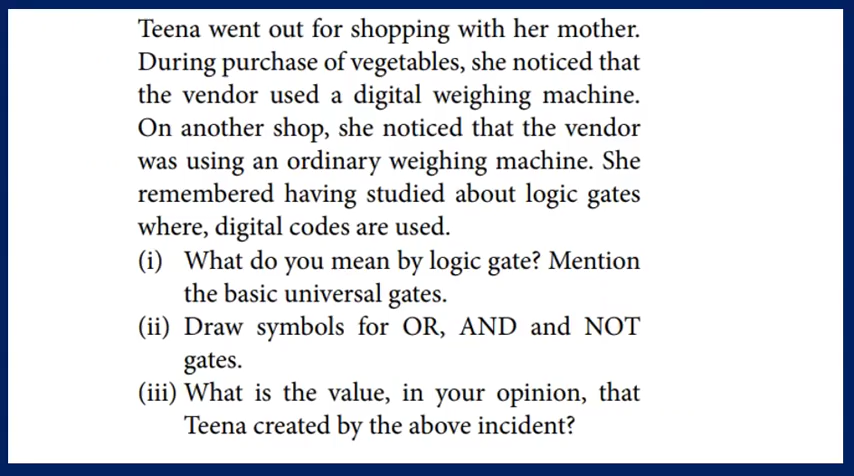 Teena went out for shopping with her mother.
During purchase of vegetables, she noticed that
the vendor used a digital weighing machine.
On another shop, she noticed that the vendor
was using an ordinary weighing machine. She
remembered having studied about logic gates
where, digital codes are used.
(i) What do you mean by logic gate? Mention
the basic universal gates.
(ii) Draw symbols for OR, AND and NOT
gates.
(iii) What is the value, in your opinion, that
Teena created by the above incident?